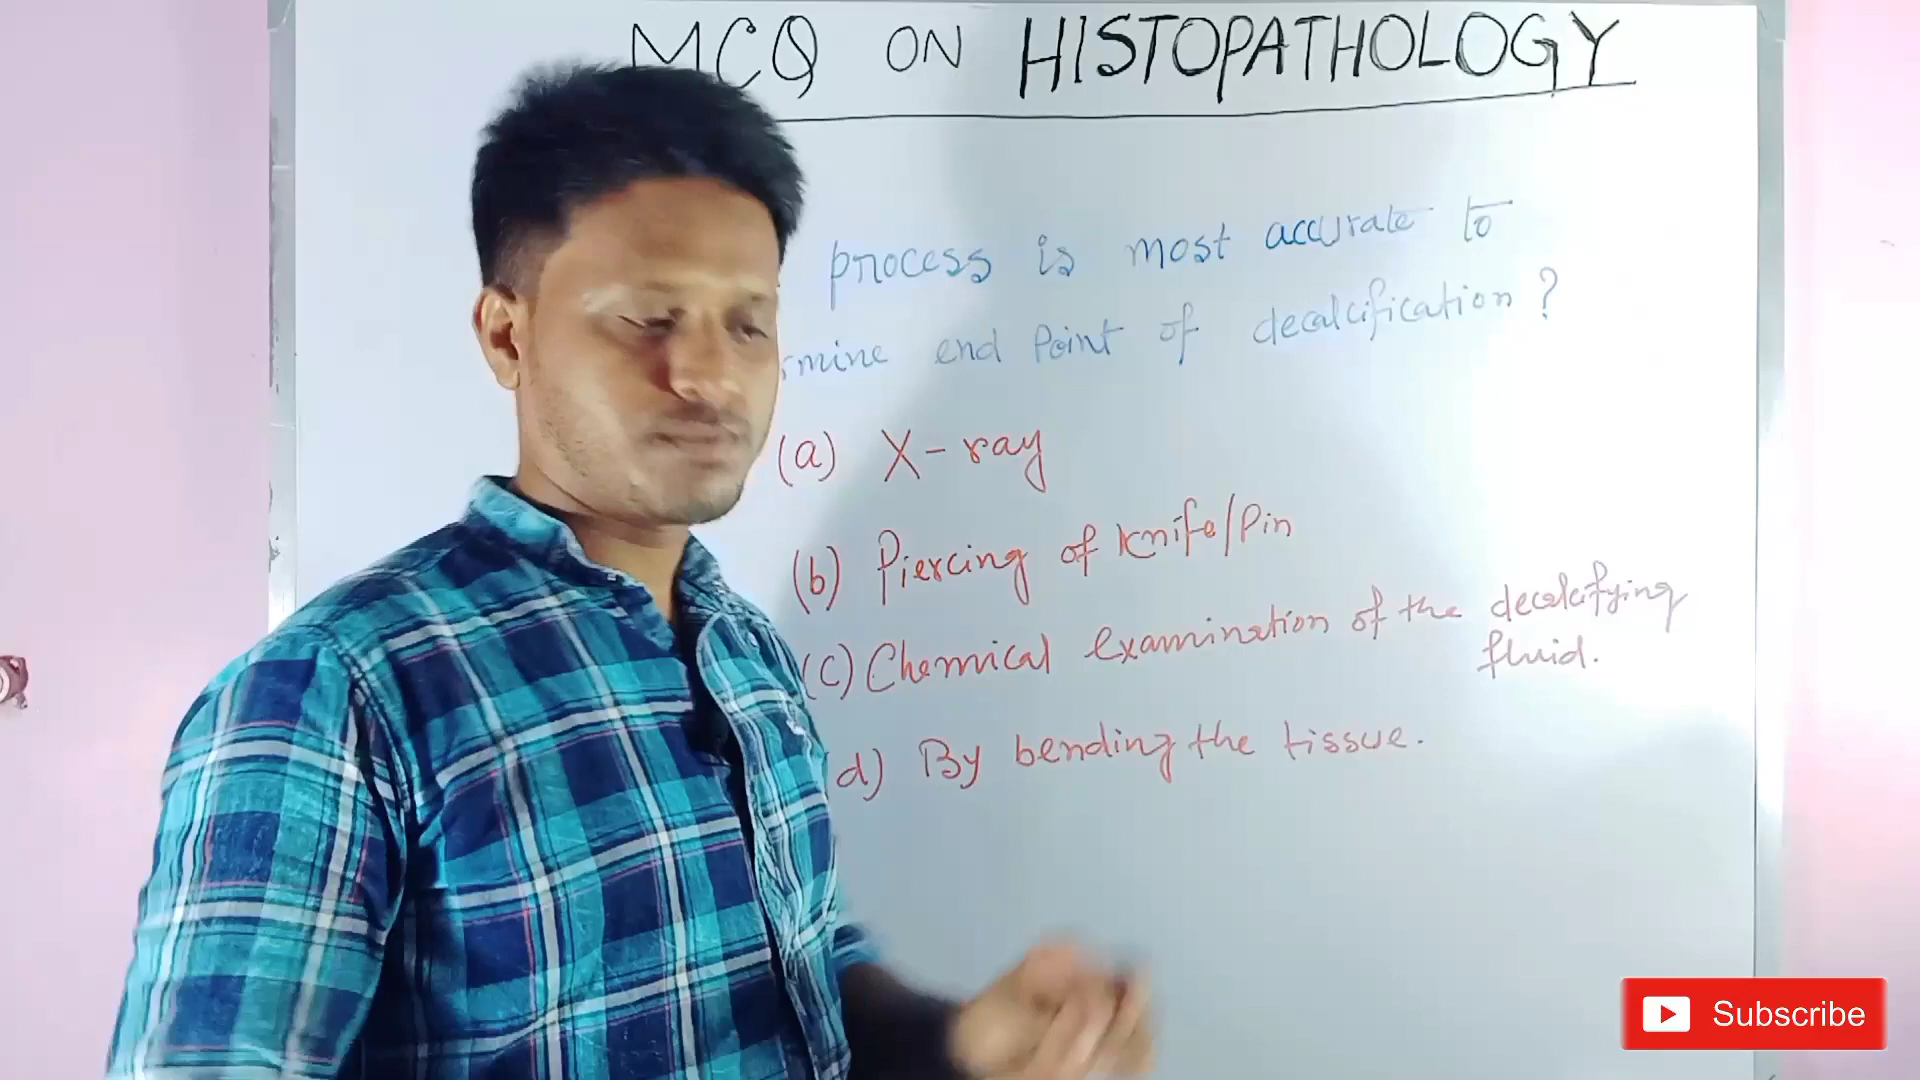 MCQ ON HISTOPATHOLOGY
process is most accurate to
rmine end Point of decalcification ?
(a) X-ray
(b) Piercing of knife/Pin
(c) Chemical examination of the decalcifying
fluid.
d) By bending the tissue.
Subscribe